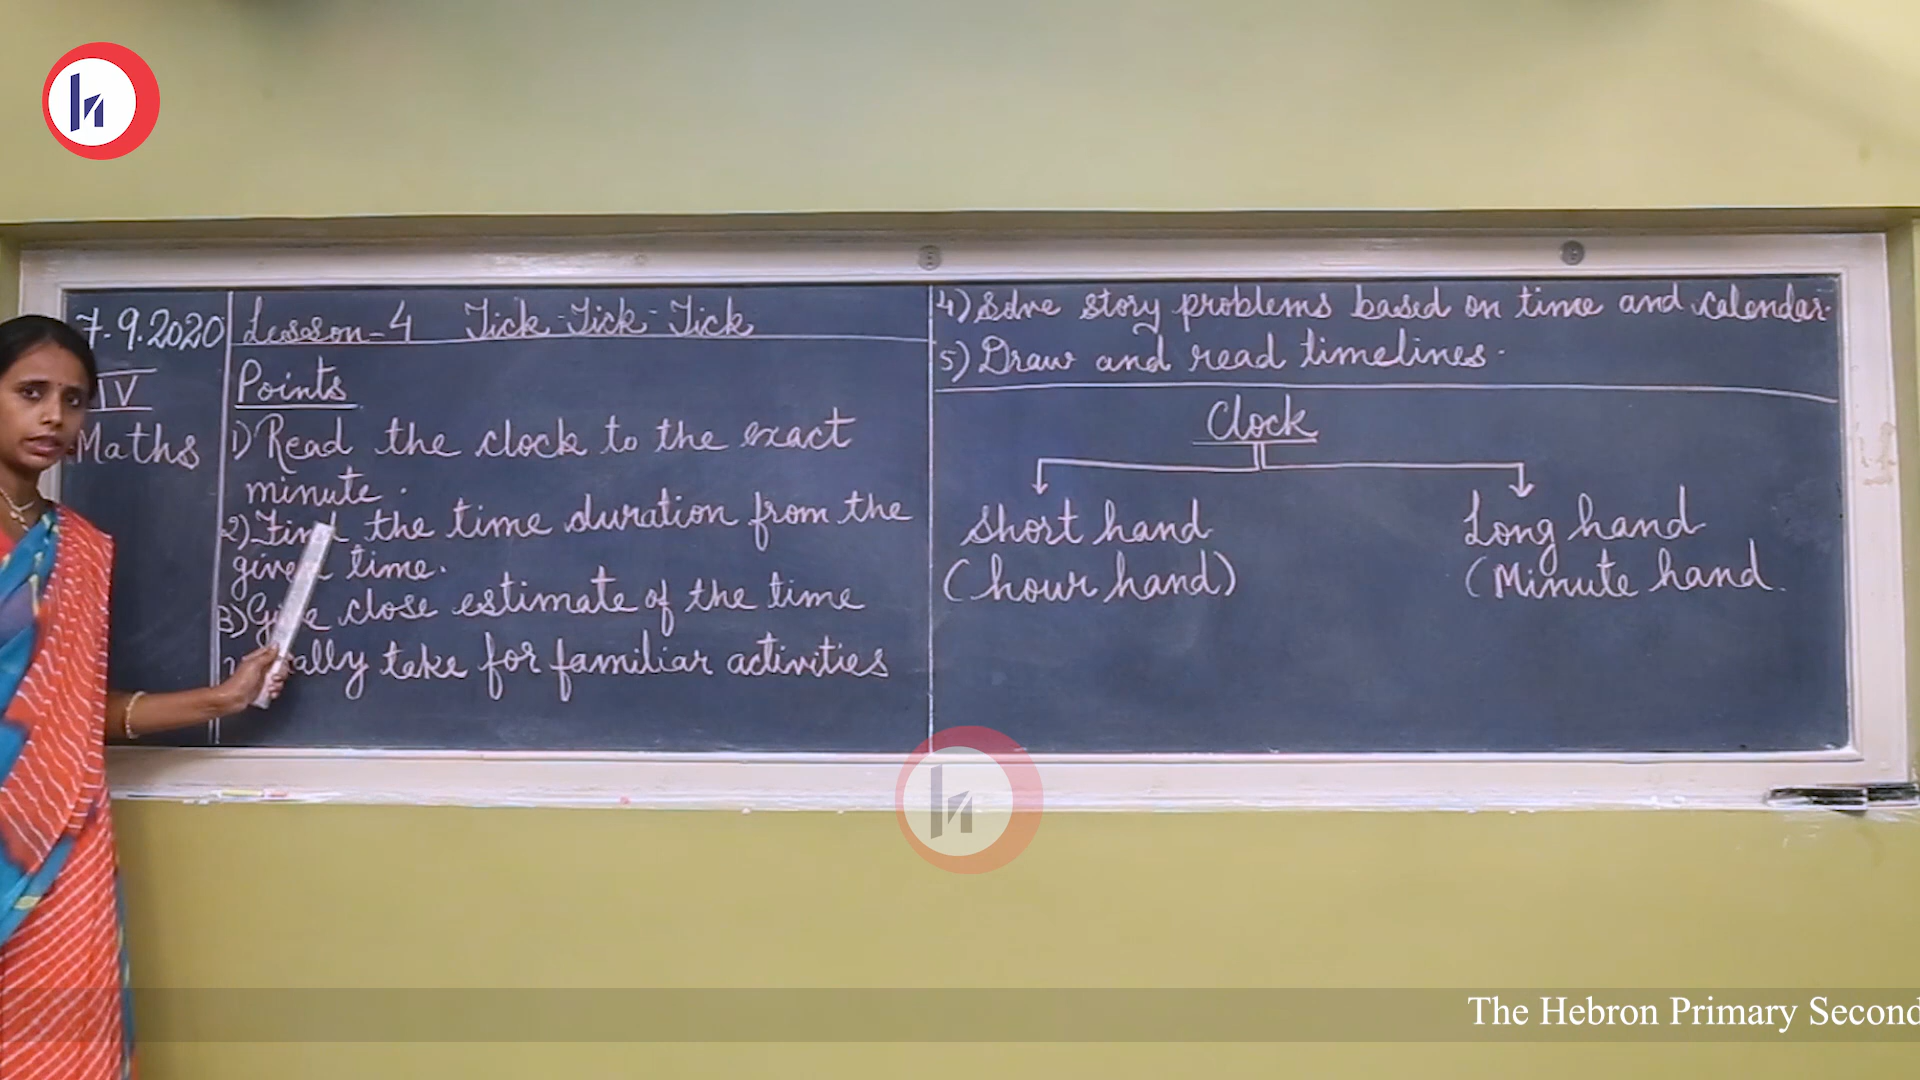 7.9.2020
IV
Maths
Lesson-4 Tick-Tick-Tick
Points
1) Read the clock to the exact
minute.
2) Find the time duration from the
given time.
3) Give close estimate of the time
take for familiar activities
4) Solve story problems based on time and calendar.
5) Draw and read timelines.
Clock
Short hand
(hour hand)
Long hand
(Minute hand.
The Hebron Primary Second